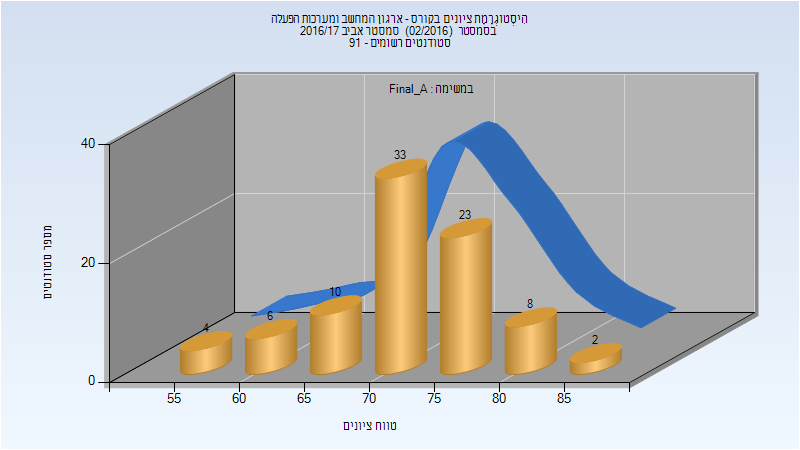 היסטוגרמת ציונים בקורס - ארגון המחשב ומערכות הפעלה
בסמסטר (02/2016) סמסטר אביב 2016/17
סטודנטים רשומים - 91
במשימה : Final_A
40
20
0
מספר סטודנטים
4
6
10
33
23
8
2
55
60
65
70
75
80
85
טווח ציונים